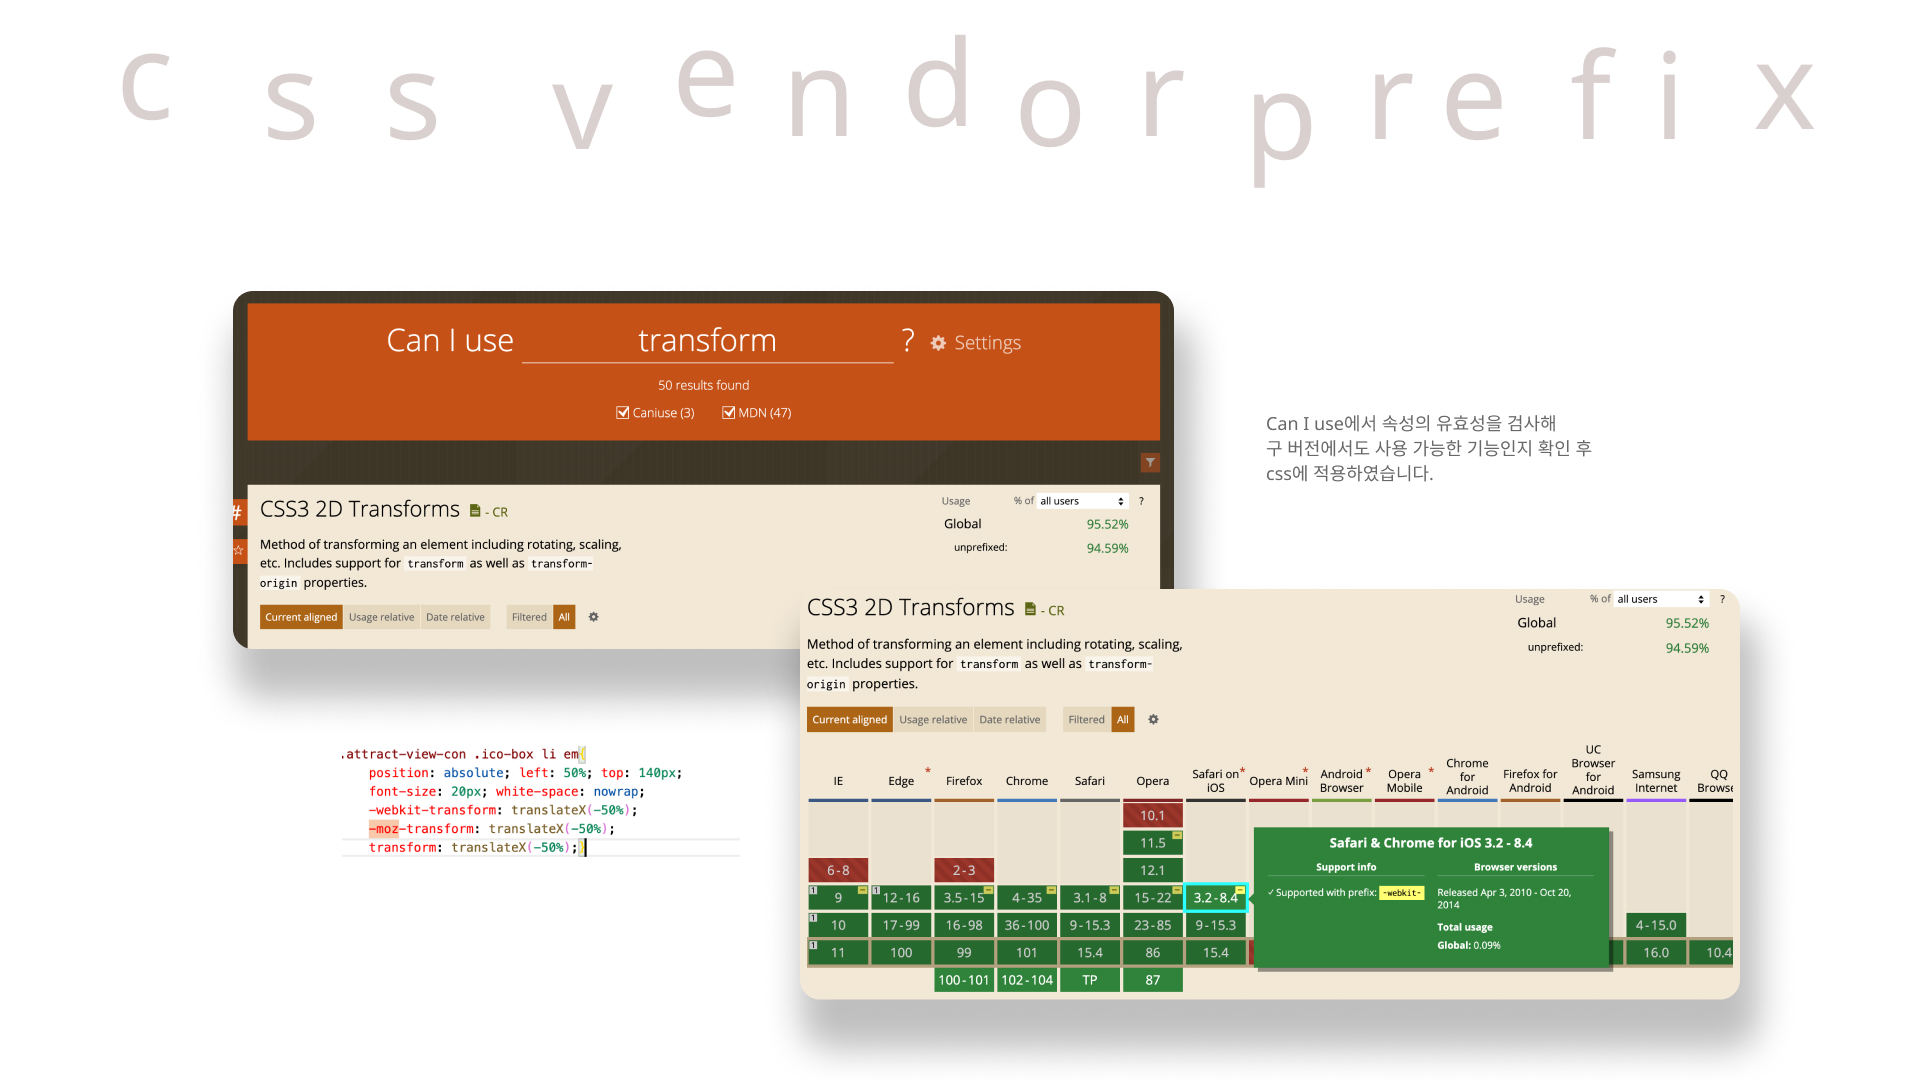 css vendor prefix
Can I use transform ? Settings
50 results found
Caniuse (3) MDN (47)
#
CSS3 2D Transforms - CR
Usage % of all users ?
Global 95.52%
unprefixed: 94.59%
Method of transforming an element including rotating, scaling,
etc. Includes support for transform as well as transform-
origin properties.
Current aligned Usage relative Date relative Filtered All
Can I use에서 속성의 유효성을 검사해
구 버전에서도 사용 가능한 기능인지 확인 후
css에 적용하였습니다.
CSS3 2D Transforms - CR
Usage % of all users ?
Global 95.52%
unprefixed: 94.59%
Method of transforming an element including rotating, scaling,
etc. Includes support for transform as well as transform-
origin properties.
Current aligned Usage relative Date relative Filtered All
IE Edge * Firefox Chrome Safari Opera Safari on iOS * Opera Mini * Android Browser * Opera Mobile * Chrome for Android Firefox for Android UC Browser for Android Samsung Internet QQ Browse
10.1
11.5
6-8 2-3 12.1
1 9 1 12-16 3.5-15 4-35 3.1-8 15-22 3.2-8.4
1 10 17-99 16-98 36-100 9-15.3 23-85 9-15.3 4-15.0
1 11 100 99 101 15.4 86 15.4 16.0 10.4
100-101 102-104 TP 87
Safari & Chrome for iOS 3.2 - 8.4
Support info Browser versions
✓ Supported with prefix: -webkit- Released Apr 3, 2010 - Oct 20,
2014
Total usage
Global: 0.09%
.attract-view-con .ico-box li em{
position: absolute; left: 50%; top: 140px;
font-size: 20px; white-space: nowrap;
-webkit-transform: translateX(-50%);
-moz-transform: translateX(-50%);
transform: translateX(-50%);}